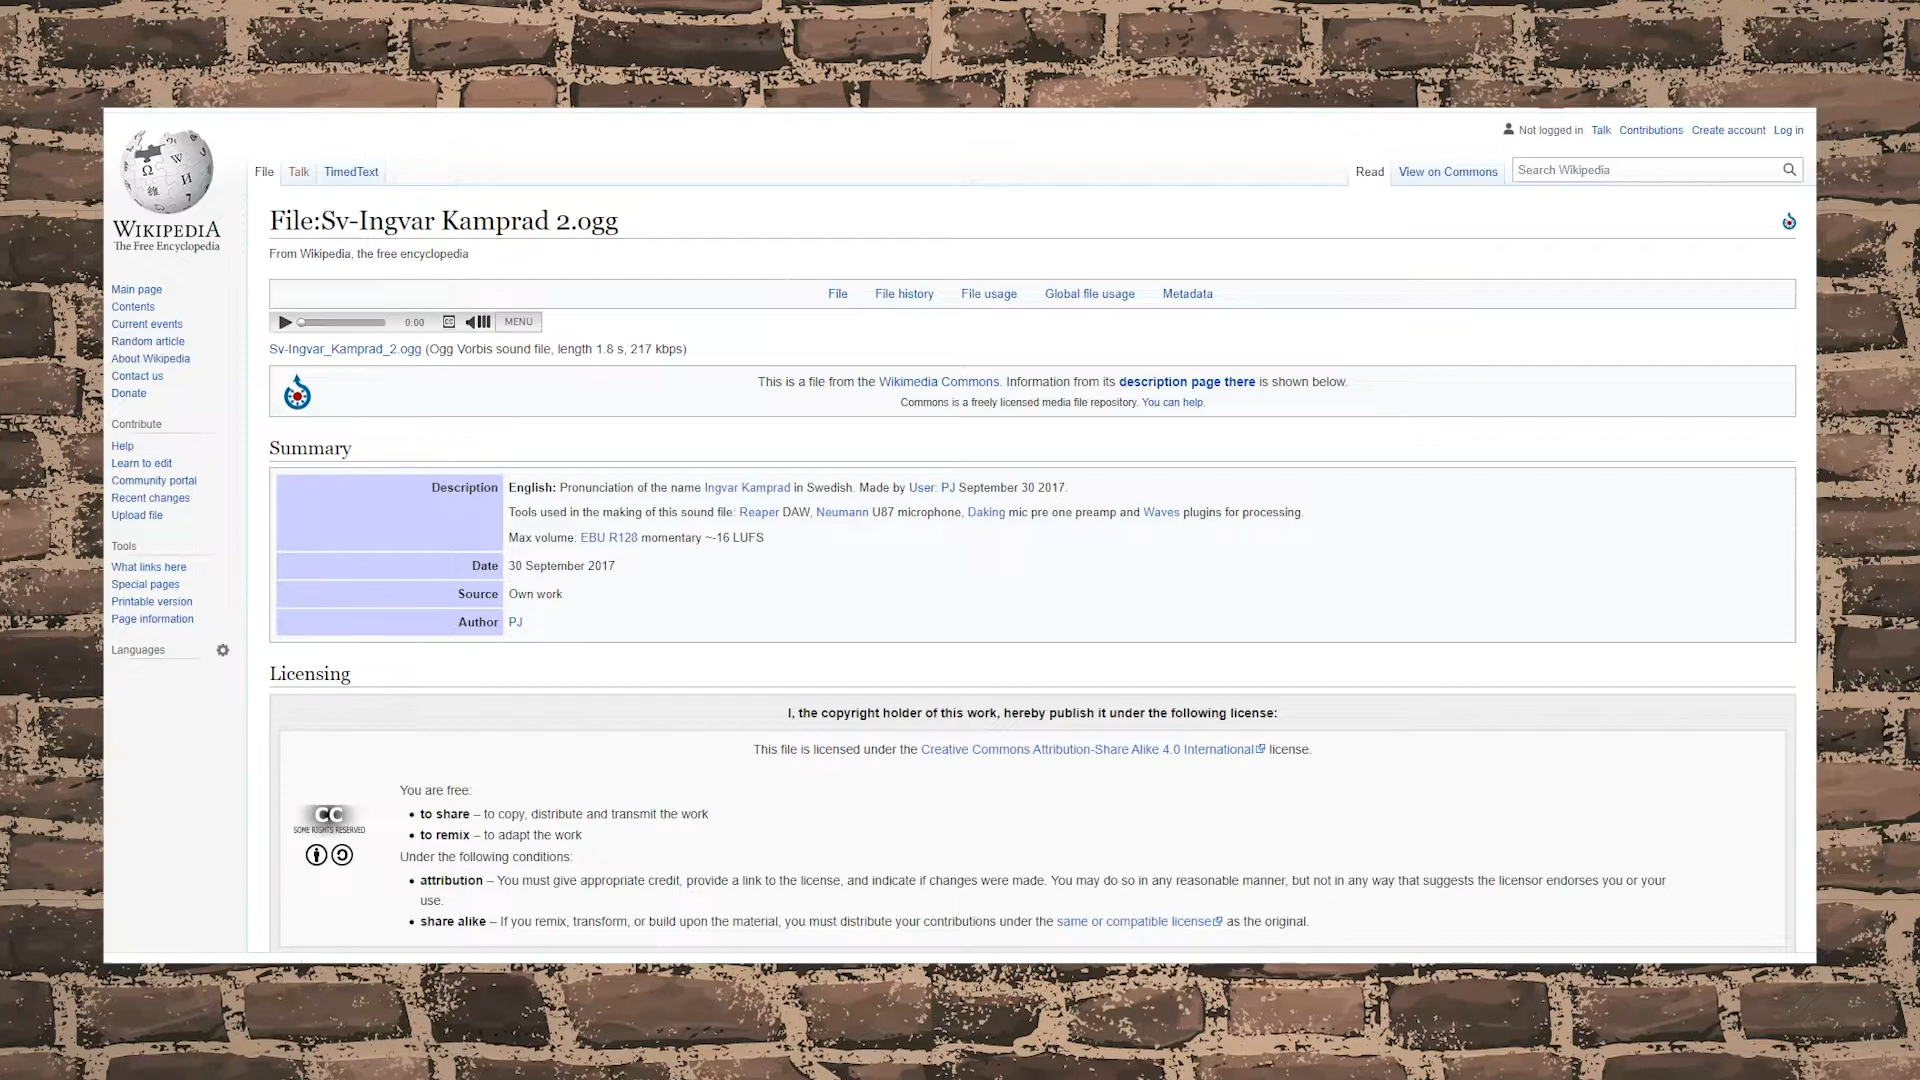 Not logged in Talk Contributions Create account Log in
File Talk TimedText Read View on Commons Search Wikipedia
WIKIPEDIA
The Free Encyclopedia
Main page
Contents
Current events
Random article
About Wikipedia
Contact us
Donate
Contribute
Help
Learn to edit
Community portal
Recent changes
Upload file
Tools
What links here
Special pages
Printable version
Page information
Languages
File:Sv-Ingvar Kamprad 2.ogg
From Wikipedia, the free encyclopedia
File File history File usage Global file usage Metadata
0:00 CC MENU
Sv-Ingvar_Kamprad_2.ogg (Ogg Vorbis sound file, length 1.8 s, 217 kbps)
This is a file from the Wikimedia Commons. Information from its description page there is shown below.
Commons is a freely licensed media file repository. You can help.
Summary
Description English: Pronunciation of the name Ingvar Kamprad in Swedish. Made by User: PJ September 30 2017.
Tools used in the making of this sound file: Reaper DAW, Neumann U87 microphone, Daking mic pre one preamp and Waves plugins for processing.
Max volume: EBU R128 momentary ~-16 LUFS
Date 30 September 2017
Source Own work
Author PJ
Licensing
I, the copyright holder of this work, hereby publish it under the following license:
This file is licensed under the Creative Commons Attribution-Share Alike 4.0 International license.
CC
SOME RIGHTS RESERVED
You are free:
• to share – to copy, distribute and transmit the work
• to remix – to adapt the work
Under the following conditions:
• attribution – You must give appropriate credit, provide a link to the license, and indicate if changes were made. You may do so in any reasonable manner, but not in any way that suggests the licensor endorses you or your
use.
• share alike – If you remix, transform, or build upon the material, you must distribute your contributions under the same or compatible license as the original.